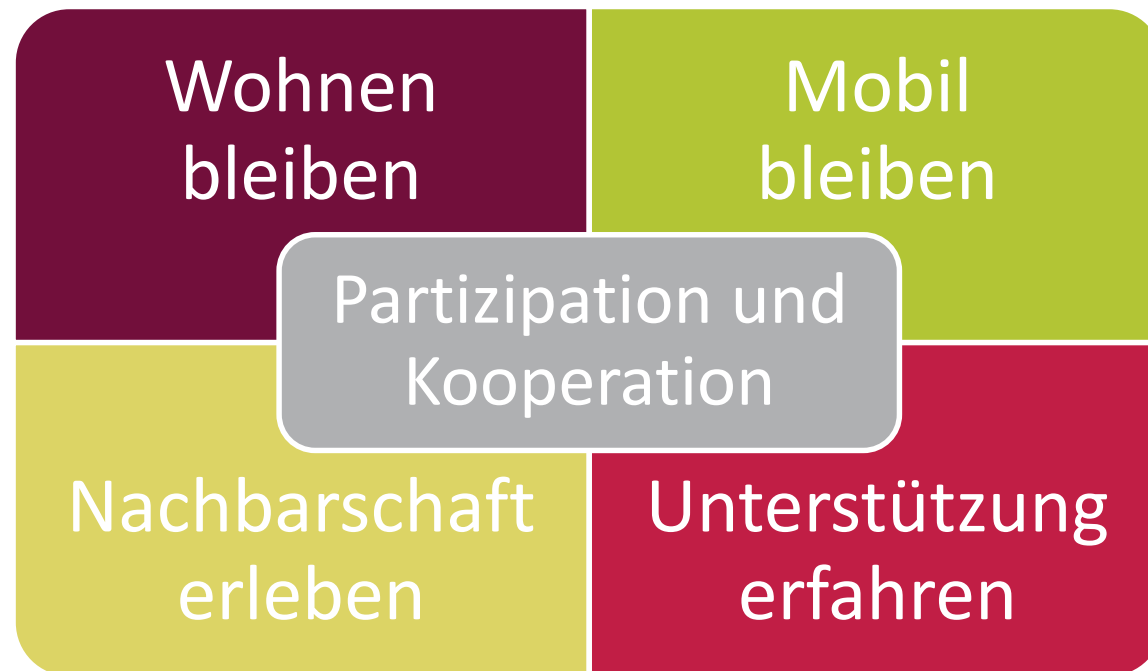 Wohnen
bleiben
Mobil
bleiben
Partizipation und
Kooperation
Nachbarschaft
erleben
Unterstützung
erfahren